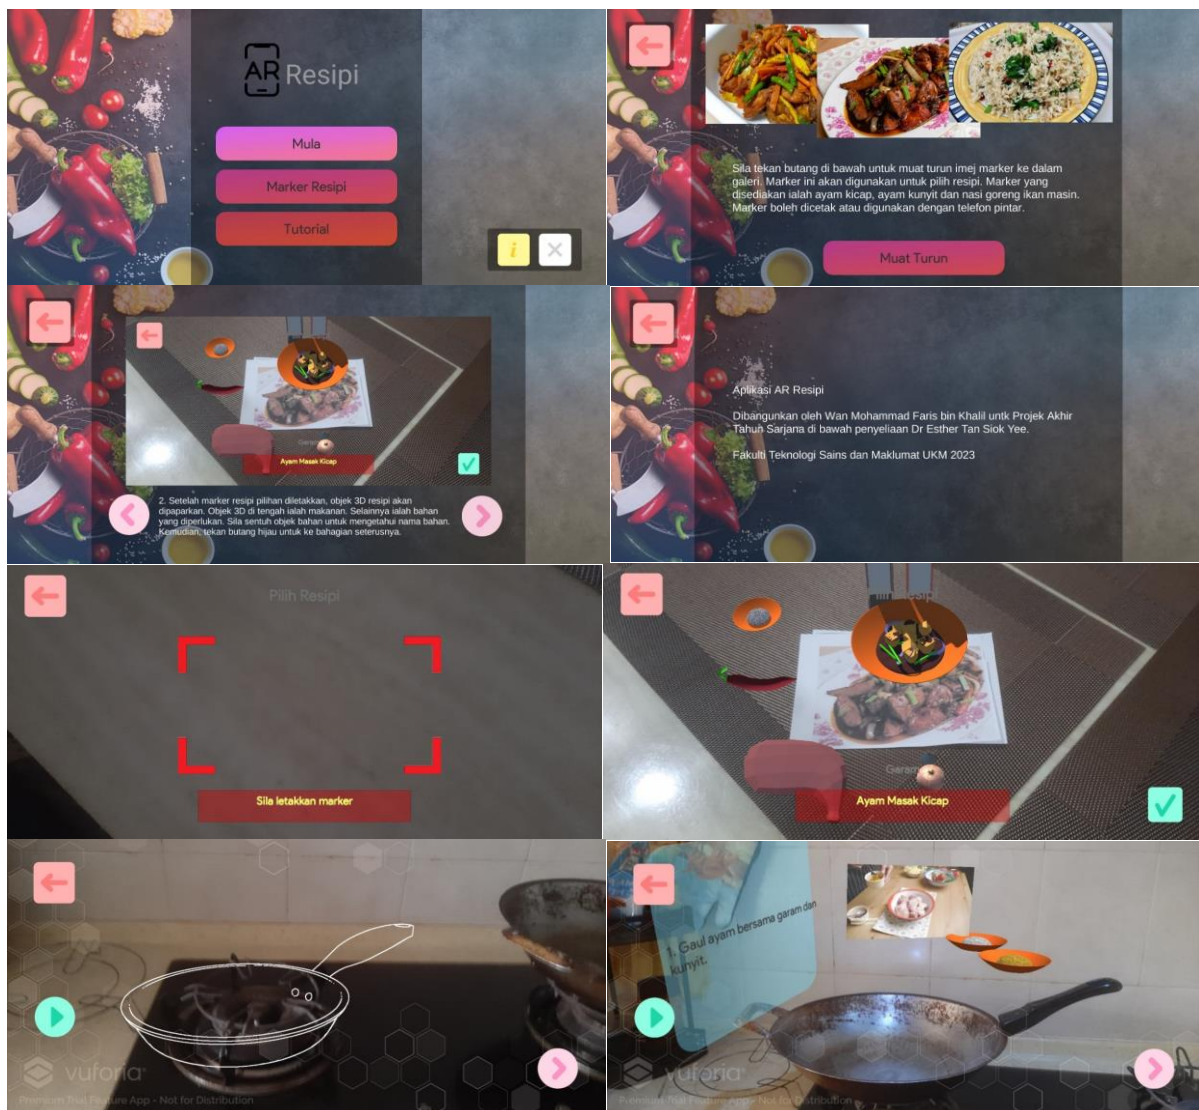 AR Resipi
Mula
Marker Resipi
Tutorial
i
Sila tekan butang di bawah untuk muat turun imej marker ke dalam
galeri. Marker ini akan digunakan untuk pilih resipi. Marker yang
disediakan ialah ayam kicap, ayam kunyit dan nasi goreng ikan masin.
Marker boleh dicetak atau digunakan dengan telefon pintar.
Muat Turun
Garam
Ayam Masak Kicap
2. Setelah marker resipi pilihan diletakkan, objek 3D resipi akan
dipaparkan. Objek 3D di tengah ialah makanan. Selainnya ialah bahan
yang diperlukan. Sila sentuh objek bahan untuk mengetahui nama bahan.
Kemudian, tekan butang hijau untuk ke bahagian seterusnya.
Aplikasi AR Resipi
Dibangunkan oleh Wan Mohammad Faris bin Khalil untk Projek Akhir
Tahun Sarjana di bawah penyeliaan Dr Esther Tan Siok Yee.
Fakulti Teknologi Sains dan Maklumat UKM 2023
Pilih Resipi
Sila letakkan marker
Garam
Ayam Masak Kicap
vuforia
Premium Trial Feature App - Not for Distribution
1. Gaul ayam bersama garam dan
kunyit.
vuforia
Premium Trial Feature App - Not for Distribution